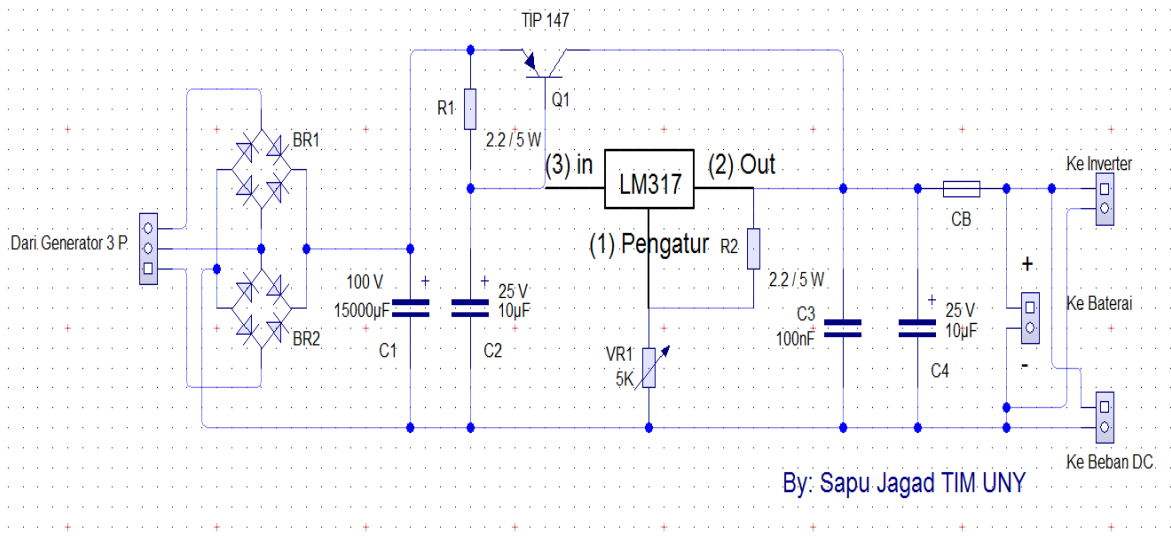 TIP 147
Q1
R1
2.2 / 5 W
BR1
(3) in
LM317
(2) Out
(1) Pengatur
R2
2.2 / 5 W
Dari Generator 3 P
BR2
100 V
15000µF
C1
+
25 V
10µF
C2
+
VR1
5K
C3
100nF
+
25 V
10µF
C4
CB
Ke Inverter
+
Ke Baterai
-
Ke Beban DC
By: Sapu Jagad TIM UNY